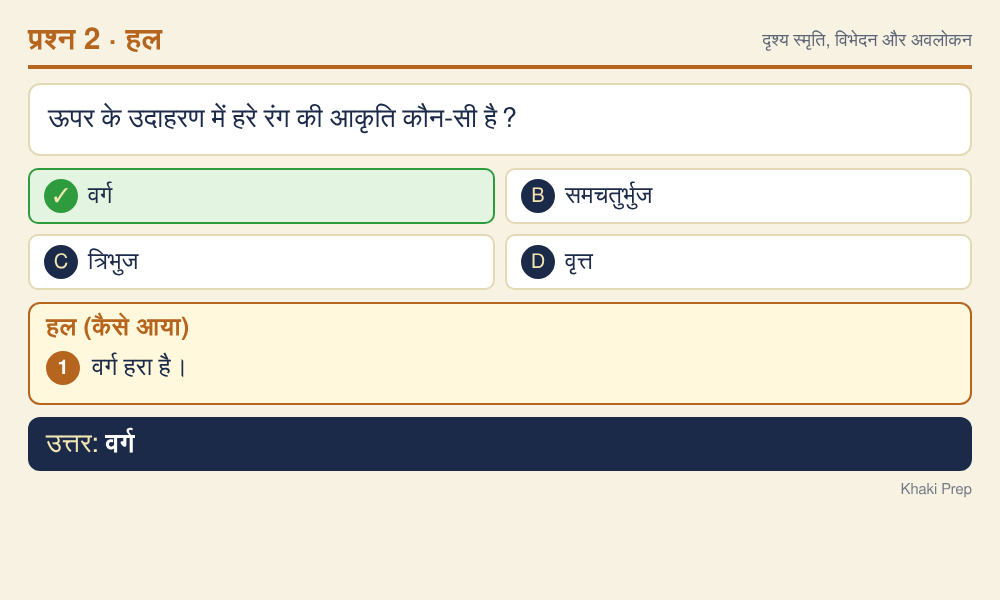 प्रश्न 2 · हल
दृश्य स्मृति, विभेदन और अवलोकन
ऊपर के उदाहरण में हरे रंग की आकृति कौन-सी है ?
✓ वर्ग
B समचतुर्भुज
C त्रिभुज
D वृत्त
हल (कैसे आया)
1 वर्ग हरा है ।
उत्तर: वर्ग
Khaki Prep